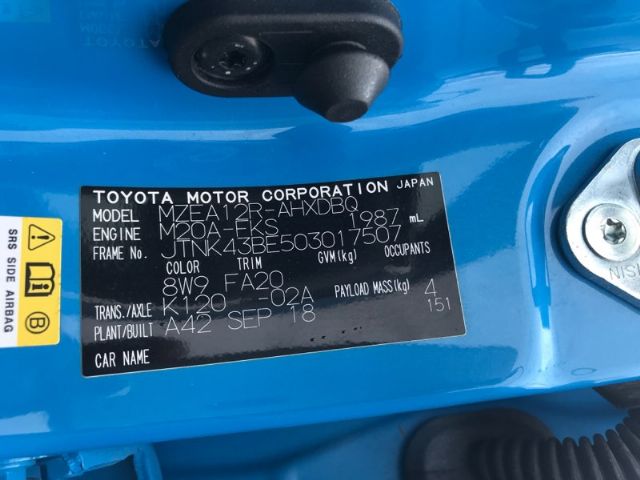 TOYOTA MOTOR CORPORATION JAPAN
MODEL MZEA12R-AHXDBQ
ENGINE M20A-FKS 1987 mL
FRAME No. JTNK43BE503017507
COLOR TRIM GVM(kg) OCCUPANTS
8W9 FA20 4
TRANS./AXLE K120 -02A PAYLOAD MASS(kg) 151
PLANT/BUILT A42 SEP 18
CAR NAME
SRS SIDE AIRBAG
B
NIS
TOYOTA